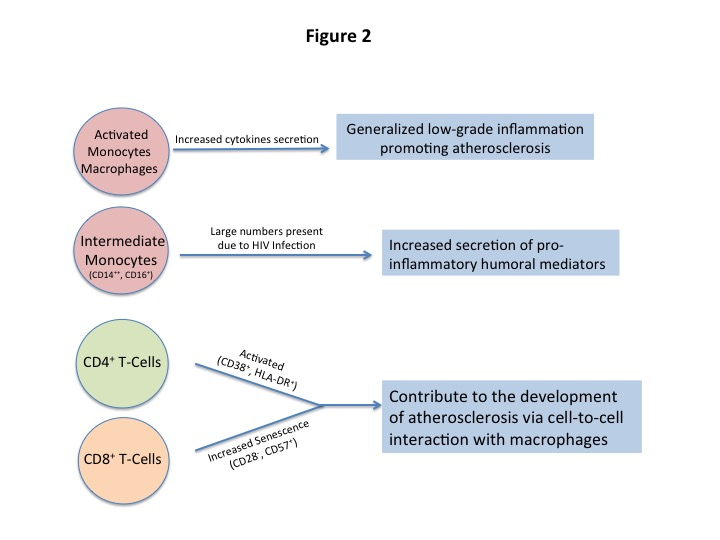 Figure 2
Activated
Monocytes
Macrophages
Increased cytokines secretion
Generalized low-grade inflammation
promoting atherosclerosis
Intermediate
Monocytes
(CD14⁺⁺, CD16⁺)
Large numbers present
due to HIV Infection
Increased secretion of pro-
inflammatory humoral mediators
CD4⁺ T-Cells
Activated
(CD38⁺, HLA-DR⁺)
CD8⁺ T-Cells
Increased Senescence
(CD28⁻, CD57⁺)
Contribute to the development
of atherosclerosis via cell-to-cell
interaction with macrophages